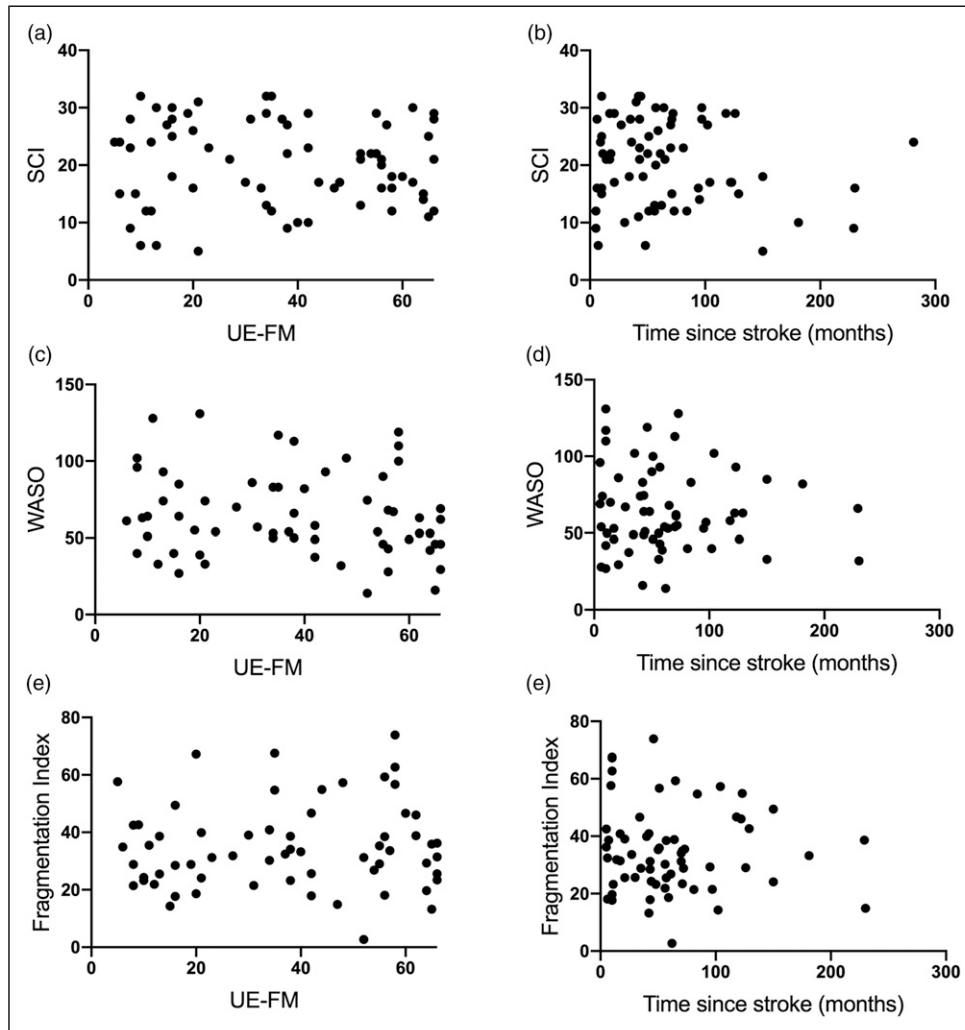 (a)
40
30
20
10
0
SCI
0 20 40 60
UE-FM
(b)
40
30
20
10
0
SCI
0 100 200 300
Time since stroke (months)
(c)
150
100
50
0
WASO
0 20 40 60
UE-FM
(d)
150
100
50
0
WASO
0 100 200 300
Time since stroke (months)
(e)
80
60
40
20
0
Fragmentation Index
0 20 40 60
UE-FM
(e)
80
60
40
20
0
Fragmentation Index
0 100 200 300
Time since stroke (months)